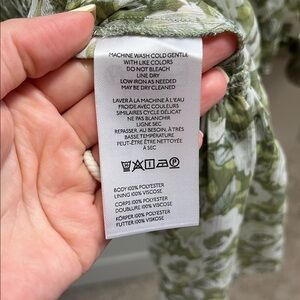 MACHINE WASH COLD GENTLE
WITH LIKE COLORS
DO NOT BLEACH
LINE DRY
LOW IRON AS NEEDED
MAY BE DRY CLEANED
LAVER À LA MACHINE À L'EAU
FROIDE AVEC COULEURS
SIMILAIRES CYCLE DÉLICAT
NE PAS BLANCHIR
LIGNE SEC
REPASSER, AU BESOIN, À TRÈS
BASSE TEMPÉRATURE
PEUT-ÊTRE ÊTRE NETTOYÉE
À SEC
BODY:100% POLYESTER
LINING:100% VISCOSE
CORPS:100% POLYESTER
DOUBLURE:100% VISCOSE
KÖRPER:100% POLYESTER
FUTTER:100% VISCOSE